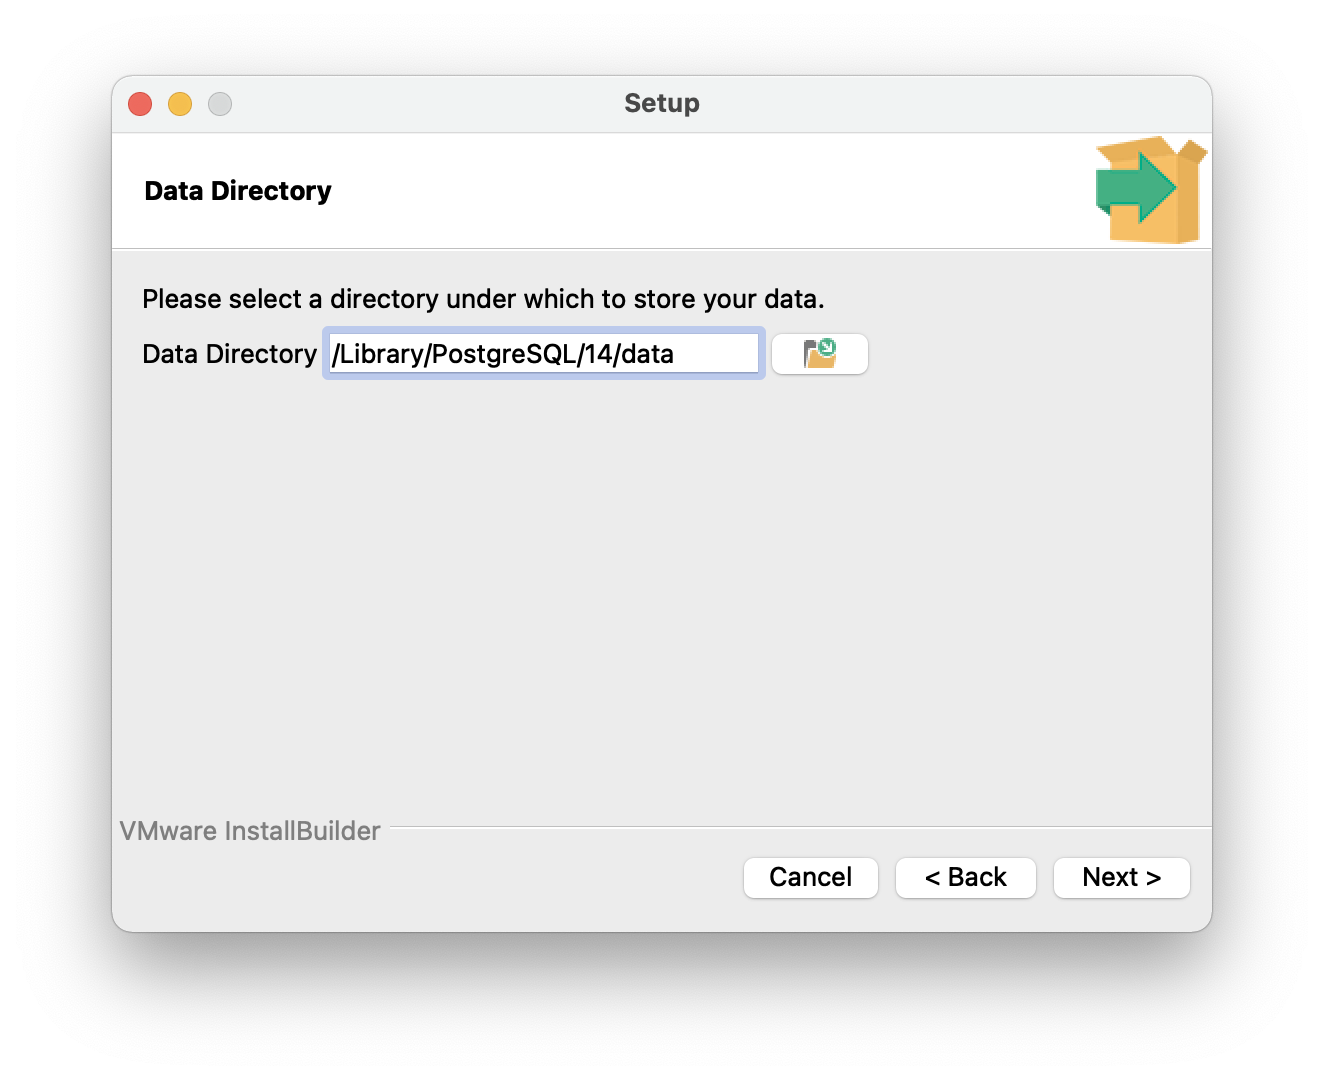 Setup
Data Directory
Please select a directory under which to store your data.
Data Directory /Library/PostgreSQL/14/data
VMware InstallBuilder
Cancel < Back Next >